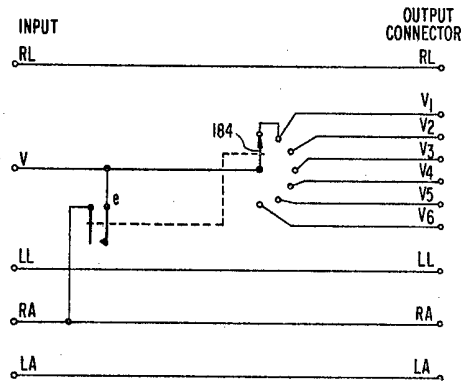 INPUT
OUTPUT
CONNECTOR
RL
RL
V1
184
V2
V3
V
V4
e
V5
V6
LL
LL
RA
RA
LA
LA